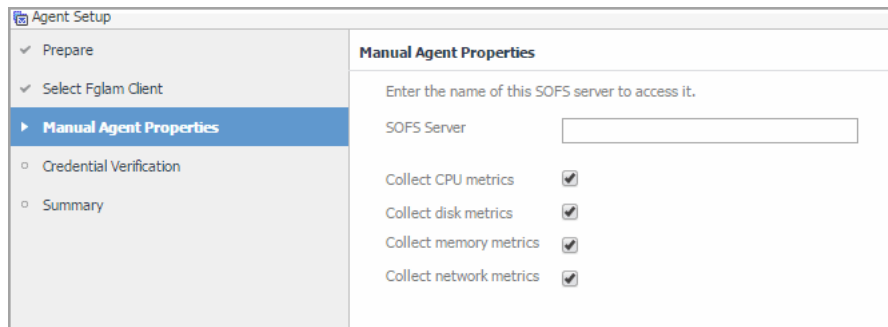 Agent Setup
Prepare
Select Fglam Client
Manual Agent Properties
Credential Verification
Summary
Manual Agent Properties
Enter the name of this SOFS server to access it.
SOFS Server
Collect CPU metrics
Collect disk metrics
Collect memory metrics
Collect network metrics